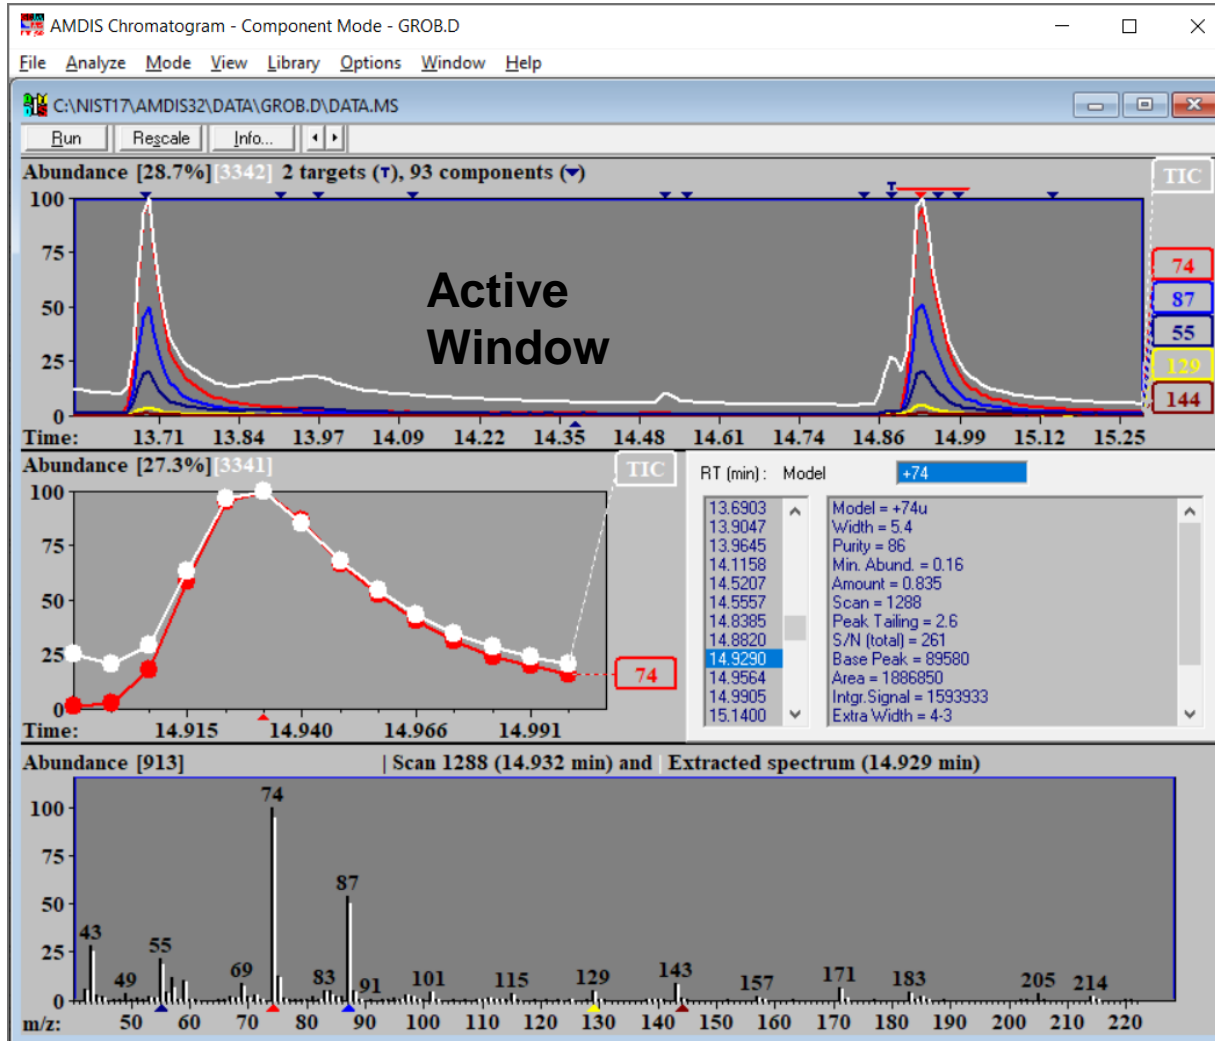 AMDIS Chromatogram - Component Mode - GROB.D
File Analyze Mode View Library Options Window Help
C:\NIST17\AMDIS32\DATA\GROB.D\DATA.MS
Run Rescale Info...
Abundance [28.7%][3342] 2 targets (T), 93 components (▼)
TIC
T
100
75
50
25
0
Active
Window
74
87
55
129
144
Time: 13.71 13.84 13.97 14.09 14.22 14.35 14.48 14.61 14.74 14.86 14.99 15.12 15.25
Abundance [27.3%][3341]
TIC
100
75
50
25
0
74
Time: 14.915 14.940 14.966 14.991
RT (min) : Model +74
13.6903
13.9047
13.9645
14.1158
14.5207
14.5557
14.8385
14.8820
14.9290
14.9564
14.9905
15.1400
Model = +74u
Width = 5.4
Purity = 86
Min. Abund. = 0.16
Amount = 0.835
Scan = 1288
Peak Tailing = 2.6
S/N (total) = 261
Base Peak = 89580
Area = 1886850
Intgr.Signal = 1593933
Extra Width = 4-3
Abundance [913] | Scan 1288 (14.932 min) and | Extracted spectrum (14.929 min)
100
75
50
25
0
43 49 55 69 74 83 87 91 101 115 129 143 157 171 183 205 214
m/z: 50 60 70 80 90 100 110 120 130 140 150 160 170 180 190 200 210 220